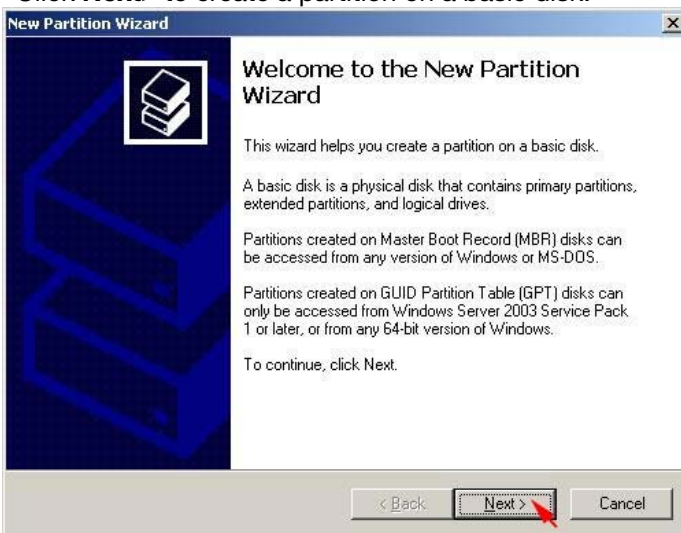 Click Next> to create a partition on a basic disk.
New Partition Wizard
Welcome to the New Partition
Wizard
This wizard helps you create a partition on a basic disk.
A basic disk is a physical disk that contains primary partitions,
extended partitions, and logical drives.
Partitions created on Master Boot Record (MBR) disks can
be accessed from any version of Windows or MS-DOS.
Partitions created on GUID Partition Table (GPT) disks can
only be accessed from Windows Server 2003 Service Pack
1 or later, or from any 64-bit version of Windows.
To continue, click Next.
< Back
Next >
Cancel